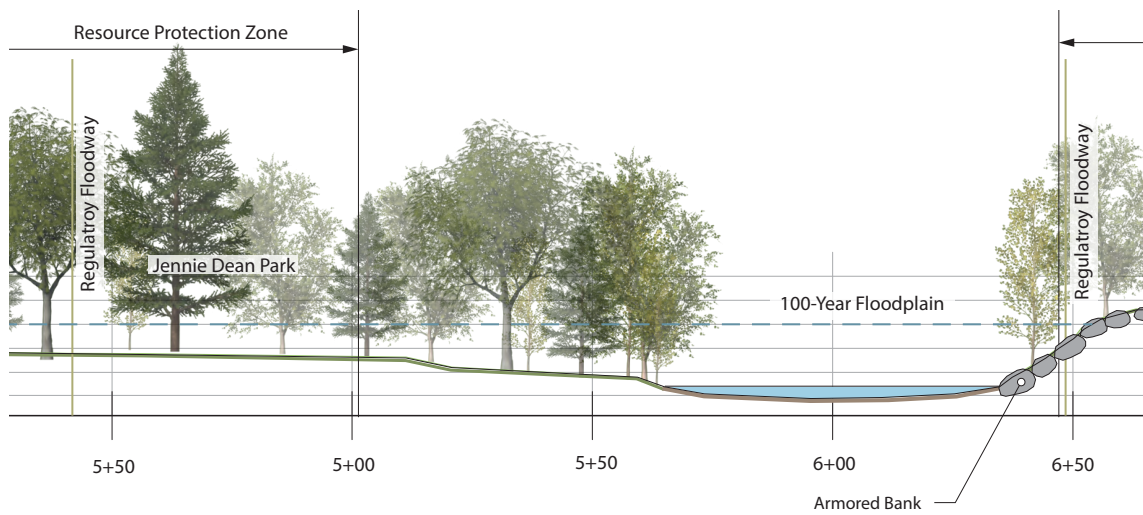 Resource Protection Zone
Regulatroy Floodway
Jennie Dean Park
100-Year Floodplain
Regulatroy Floodway
5+50
5+00
5+50
6+00
6+50
Armored Bank